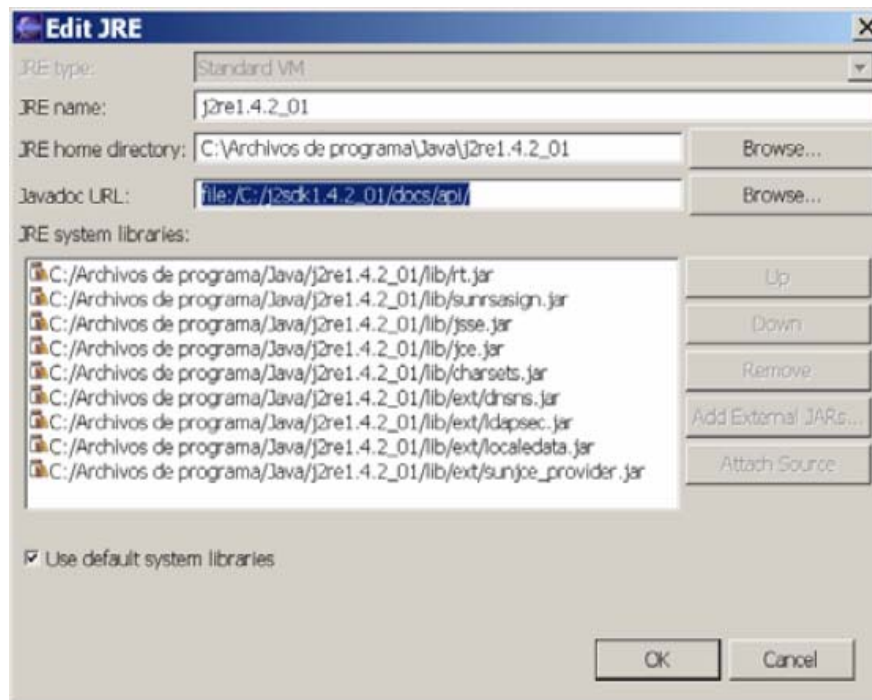 Edit JRE
JRE type: Standard VM
JRE name: j2re1.4.2_01
JRE home directory: C:\Archivos de programa\Java\j2re1.4.2_01 Browse...
Javadoc URL: file:/C:/j2sdk1.4.2_01/docs/api/ Browse...
JRE system libraries:
C:/Archivos de programa/Java/j2re1.4.2_01/lib/rt.jar Up
C:/Archivos de programa/Java/j2re1.4.2_01/lib/sunrsasign.jar
C:/Archivos de programa/Java/j2re1.4.2_01/lib/jsse.jar Down
C:/Archivos de programa/Java/j2re1.4.2_01/lib/jce.jar
C:/Archivos de programa/Java/j2re1.4.2_01/lib/charsets.jar Remove
C:/Archivos de programa/Java/j2re1.4.2_01/lib/ext/dnsns.jar
C:/Archivos de programa/Java/j2re1.4.2_01/lib/ext/ldapsec.jar Add External JARs...
C:/Archivos de programa/Java/j2re1.4.2_01/lib/ext/localedata.jar
C:/Archivos de programa/Java/j2re1.4.2_01/lib/ext/sunjce_provider.jar Attach Source
Use default system libraries
OK Cancel